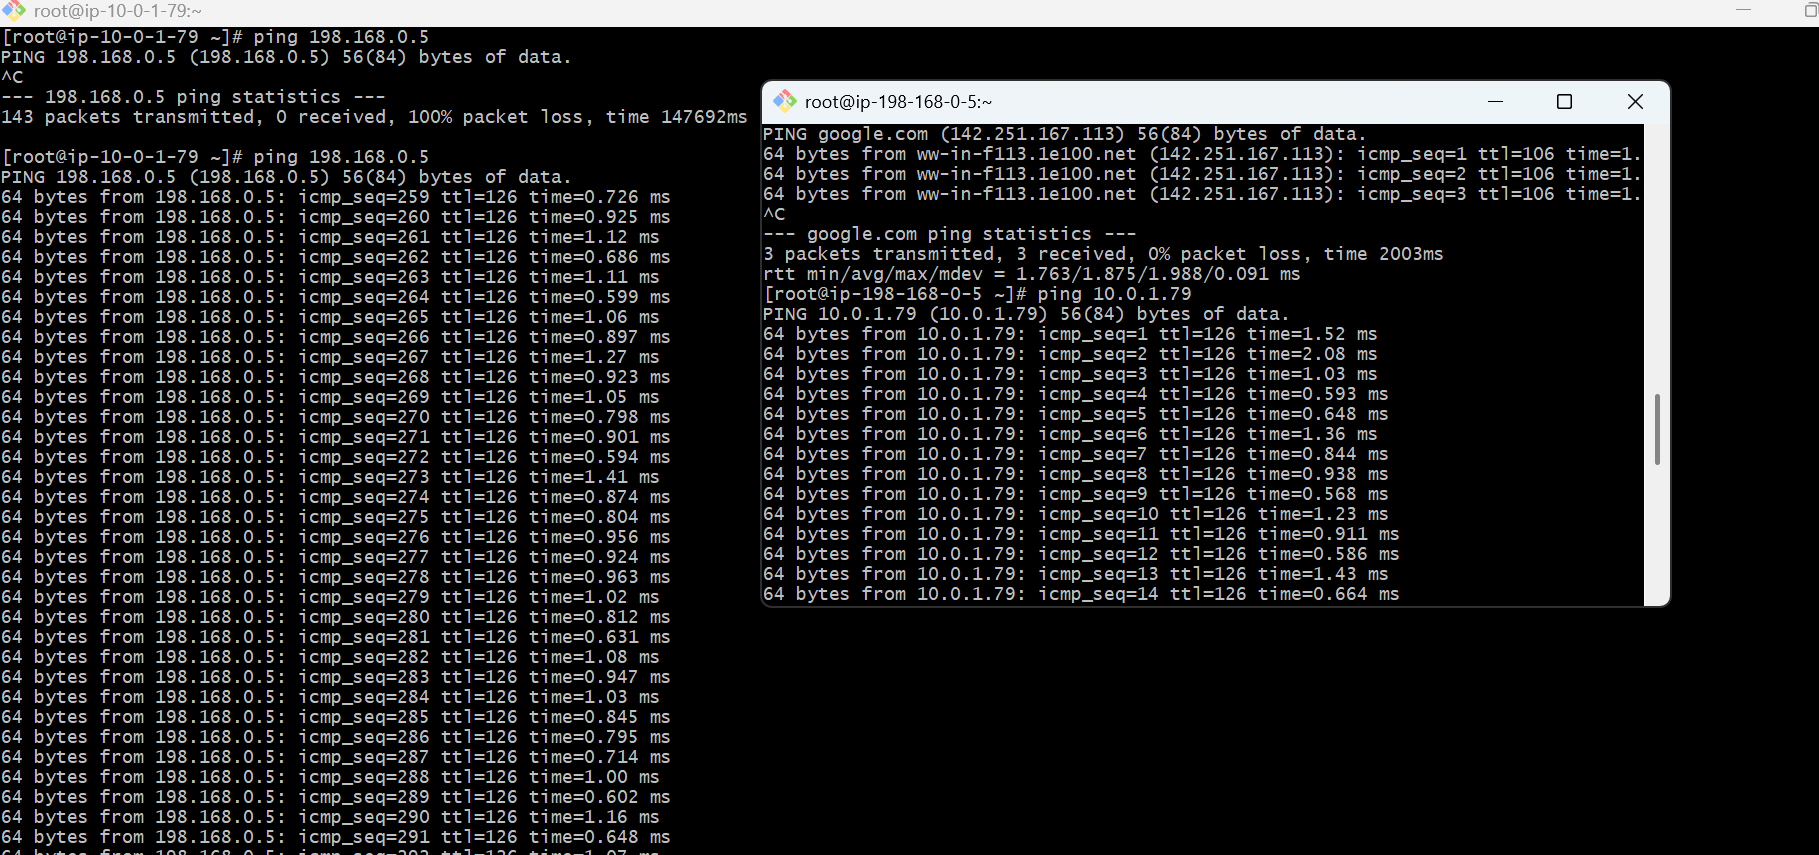 root@ip-10-0-1-79:~
[root@ip-10-0-1-79 ~]# ping 198.168.0.5
PING 198.168.0.5 (198.168.0.5) 56(84) bytes of data.
^C
--- 198.168.0.5 ping statistics ---
143 packets transmitted, 0 received, 100% packet loss, time 147692ms
[root@ip-10-0-1-79 ~]# ping 198.168.0.5
PING 198.168.0.5 (198.168.0.5) 56(84) bytes of data.
64 bytes from 198.168.0.5: icmp_seq=259 ttl=126 time=0.726 ms
64 bytes from 198.168.0.5: icmp_seq=260 ttl=126 time=0.925 ms
64 bytes from 198.168.0.5: icmp_seq=261 ttl=126 time=1.12 ms
64 bytes from 198.168.0.5: icmp_seq=262 ttl=126 time=0.686 ms
64 bytes from 198.168.0.5: icmp_seq=263 ttl=126 time=1.11 ms
64 bytes from 198.168.0.5: icmp_seq=264 ttl=126 time=0.599 ms
64 bytes from 198.168.0.5: icmp_seq=265 ttl=126 time=1.06 ms
64 bytes from 198.168.0.5: icmp_seq=266 ttl=126 time=0.897 ms
64 bytes from 198.168.0.5: icmp_seq=267 ttl=126 time=1.27 ms
64 bytes from 198.168.0.5: icmp_seq=268 ttl=126 time=0.923 ms
64 bytes from 198.168.0.5: icmp_seq=269 ttl=126 time=1.05 ms
64 bytes from 198.168.0.5: icmp_seq=270 ttl=126 time=0.798 ms
64 bytes from 198.168.0.5: icmp_seq=271 ttl=126 time=0.901 ms
64 bytes from 198.168.0.5: icmp_seq=272 ttl=126 time=0.594 ms
64 bytes from 198.168.0.5: icmp_seq=273 ttl=126 time=1.41 ms
64 bytes from 198.168.0.5: icmp_seq=274 ttl=126 time=0.874 ms
64 bytes from 198.168.0.5: icmp_seq=275 ttl=126 time=0.804 ms
64 bytes from 198.168.0.5: icmp_seq=276 ttl=126 time=0.956 ms
64 bytes from 198.168.0.5: icmp_seq=277 ttl=126 time=0.924 ms
64 bytes from 198.168.0.5: icmp_seq=278 ttl=126 time=0.963 ms
64 bytes from 198.168.0.5: icmp_seq=279 ttl=126 time=1.02 ms
64 bytes from 198.168.0.5: icmp_seq=280 ttl=126 time=0.812 ms
64 bytes from 198.168.0.5: icmp_seq=281 ttl=126 time=0.631 ms
64 bytes from 198.168.0.5: icmp_seq=282 ttl=126 time=1.08 ms
64 bytes from 198.168.0.5: icmp_seq=283 ttl=126 time=0.947 ms
64 bytes from 198.168.0.5: icmp_seq=284 ttl=126 time=1.03 ms
64 bytes from 198.168.0.5: icmp_seq=285 ttl=126 time=0.845 ms
64 bytes from 198.168.0.5: icmp_seq=286 ttl=126 time=0.795 ms
64 bytes from 198.168.0.5: icmp_seq=287 ttl=126 time=0.714 ms
64 bytes from 198.168.0.5: icmp_seq=288 ttl=126 time=1.00 ms
64 bytes from 198.168.0.5: icmp_seq=289 ttl=126 time=0.602 ms
64 bytes from 198.168.0.5: icmp_seq=290 ttl=126 time=1.16 ms
64 bytes from 198.168.0.5: icmp_seq=291 ttl=126 time=0.648 ms
root@ip-198-168-0-5:~
PING google.com (142.251.167.113) 56(84) bytes of data.
64 bytes from ww-in-f113.1e100.net (142.251.167.113): icmp_seq=1 ttl=106 time=1.
64 bytes from ww-in-f113.1e100.net (142.251.167.113): icmp_seq=2 ttl=106 time=1.
64 bytes from ww-in-f113.1e100.net (142.251.167.113): icmp_seq=3 ttl=106 time=1.
^C
--- google.com ping statistics ---
3 packets transmitted, 3 received, 0% packet loss, time 2003ms
rtt min/avg/max/mdev = 1.763/1.875/1.988/0.091 ms
[root@ip-198-168-0-5 ~]# ping 10.0.1.79
PING 10.0.1.79 (10.0.1.79) 56(84) bytes of data.
64 bytes from 10.0.1.79: icmp_seq=1 ttl=126 time=1.52 ms
64 bytes from 10.0.1.79: icmp_seq=2 ttl=126 time=2.08 ms
64 bytes from 10.0.1.79: icmp_seq=3 ttl=126 time=1.03 ms
64 bytes from 10.0.1.79: icmp_seq=4 ttl=126 time=0.593 ms
64 bytes from 10.0.1.79: icmp_seq=5 ttl=126 time=0.648 ms
64 bytes from 10.0.1.79: icmp_seq=6 ttl=126 time=1.36 ms
64 bytes from 10.0.1.79: icmp_seq=7 ttl=126 time=0.844 ms
64 bytes from 10.0.1.79: icmp_seq=8 ttl=126 time=0.938 ms
64 bytes from 10.0.1.79: icmp_seq=9 ttl=126 time=0.568 ms
64 bytes from 10.0.1.79: icmp_seq=10 ttl=126 time=1.23 ms
64 bytes from 10.0.1.79: icmp_seq=11 ttl=126 time=0.911 ms
64 bytes from 10.0.1.79: icmp_seq=12 ttl=126 time=0.586 ms
64 bytes from 10.0.1.79: icmp_seq=13 ttl=126 time=1.43 ms
64 bytes from 10.0.1.79: icmp_seq=14 ttl=126 time=0.664 ms